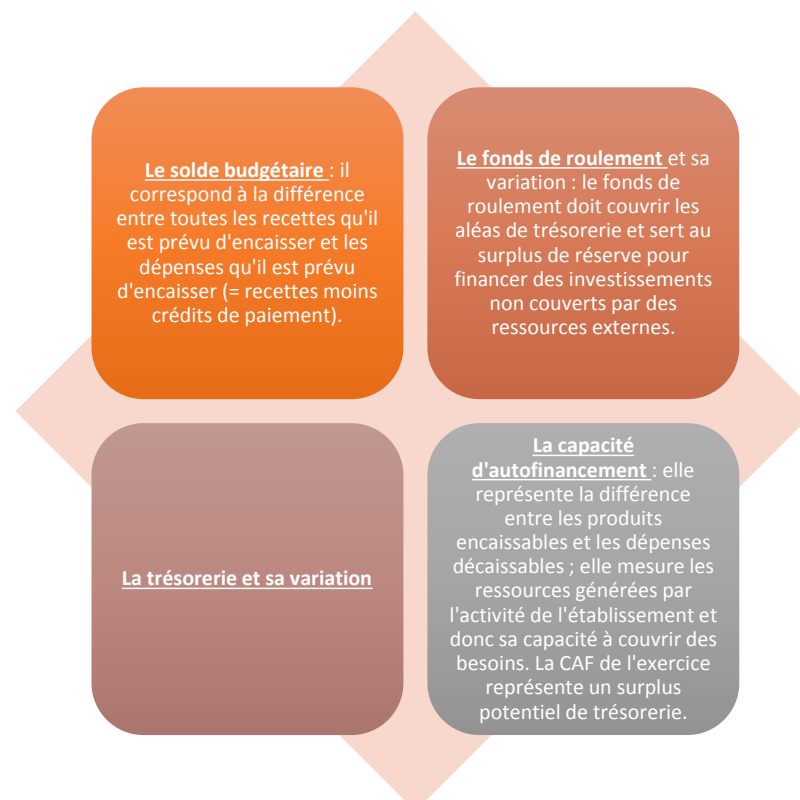 Le solde budgétaire : il
correspond à la différence
entre toutes les recettes qu'il
est prévu d'encaisser et les
dépenses qu'il est prévu
d'encaisser (= recettes moins
crédits de paiement).
Le fonds de roulement et sa
variation : le fonds de
roulement doit couvrir les
aléas de trésorerie et sert au
surplus de réserve pour
financer des investissements
non couverts par des
ressources externes.
La trésorerie et sa variation
La capacité
d'autofinancement : elle
représente la différence
entre les produits
encaissables et les dépenses
décaissables ; elle mesure les
ressources générées par
l'activité de l'établissement et
donc sa capacité à couvrir des
besoins. La CAF de l'exercice
représente un surplus
potentiel de trésorerie.